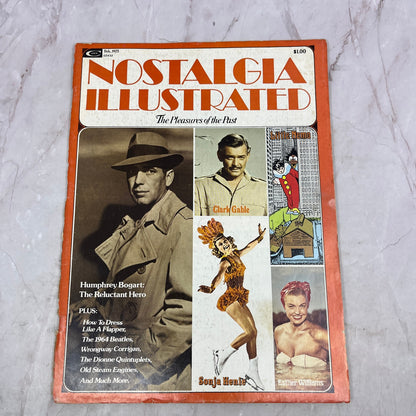 Feb. 1975
$1.00
NOSTALGIA
ILLUSTRATED
The Pleasures of the Past
Clark Gable
Humphrey Bogart:
The Reluctant Hero
PLUS:
How To Dress
Like A Flapper,
The 1964 Beatles,
Wrongway Corrigan,
The Dionne Quintuplets,
Old Steam Engines,
And Much More.
Sonja Henie
Esther Williams